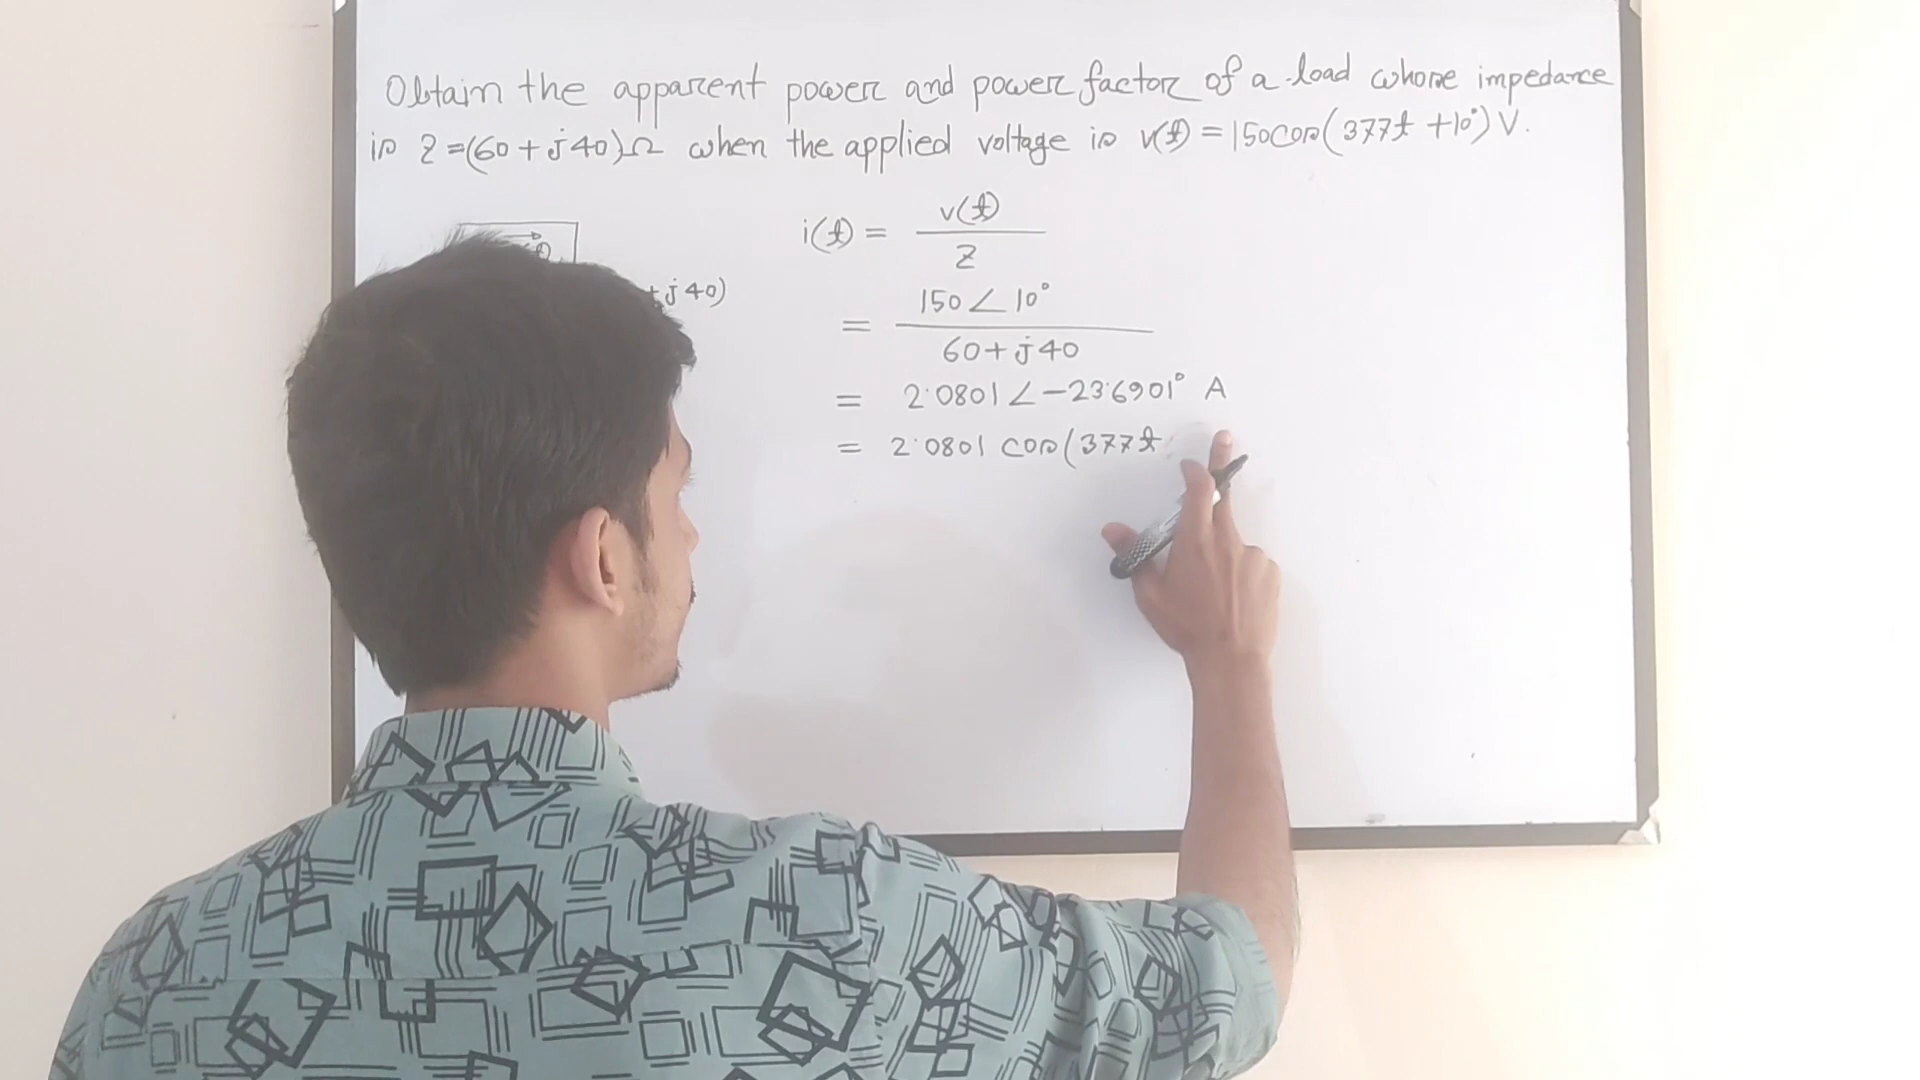 Obtain the apparent power and power factor of a load whose impedance
is Z=(60+j40)Ω when the applied voltage is v(t)=150cos(377t +10°) V.
i(t) = v(t)
Z
+j40)
= 150∠10°
60+j40
= 2.0801∠-23.6901° A
= 2.0801 cos(377t